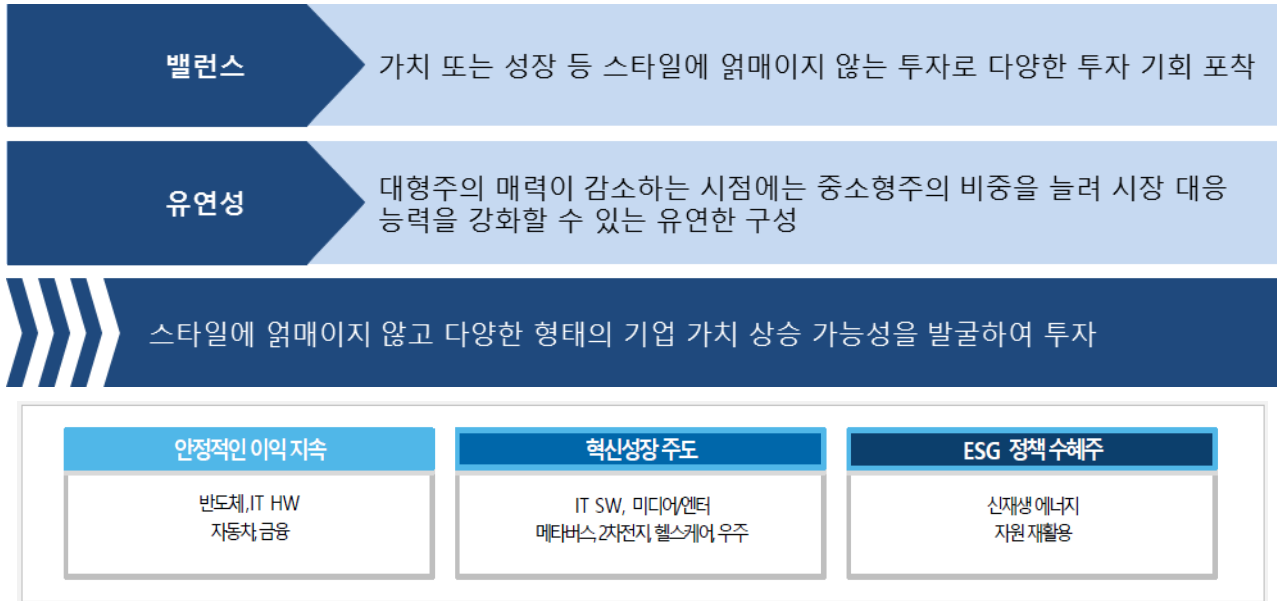 밸런스
가치 또는 성장 등 스타일에 얽매이지 않는 투자로 다양한 투자 기회 포착
유연성
대형주의 매력이 감소하는 시점에는 중소형주의 비중을 늘려 시장 대응
능력을 강화할 수 있는 유연한 구성
스타일에 얽매이지 않고 다양한 형태의 기업 가치 상승 가능성을 발굴하여 투자
안정적인 이익 지속
반도체,IT HW
자동차,금융
혁신성장 주도
IT SW, 미디어/엔터
메타버스,2차전지,헬스케어,우주
ESG 정책 수혜주
신재생 에너지
자원 재활용